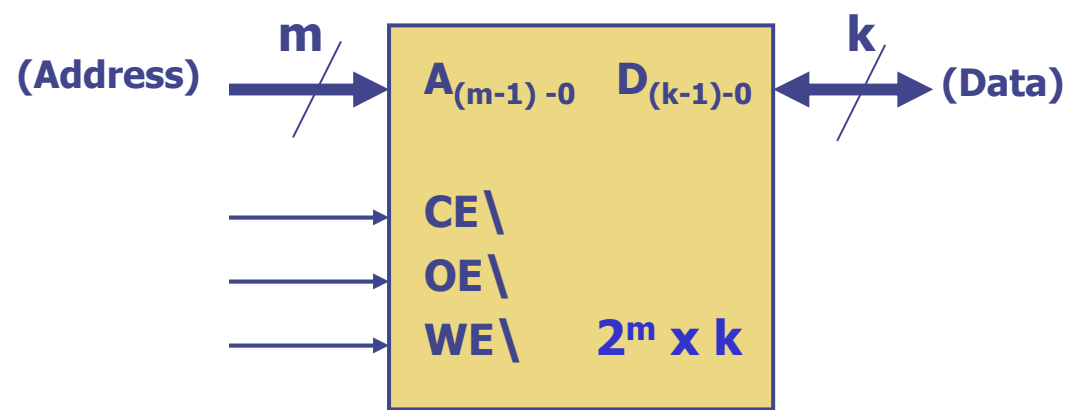 m
k
(Address)
A(m-1) -0 D(k-1)-0
(Data)
CE\
OE\
WE\ 2ᵐ x k